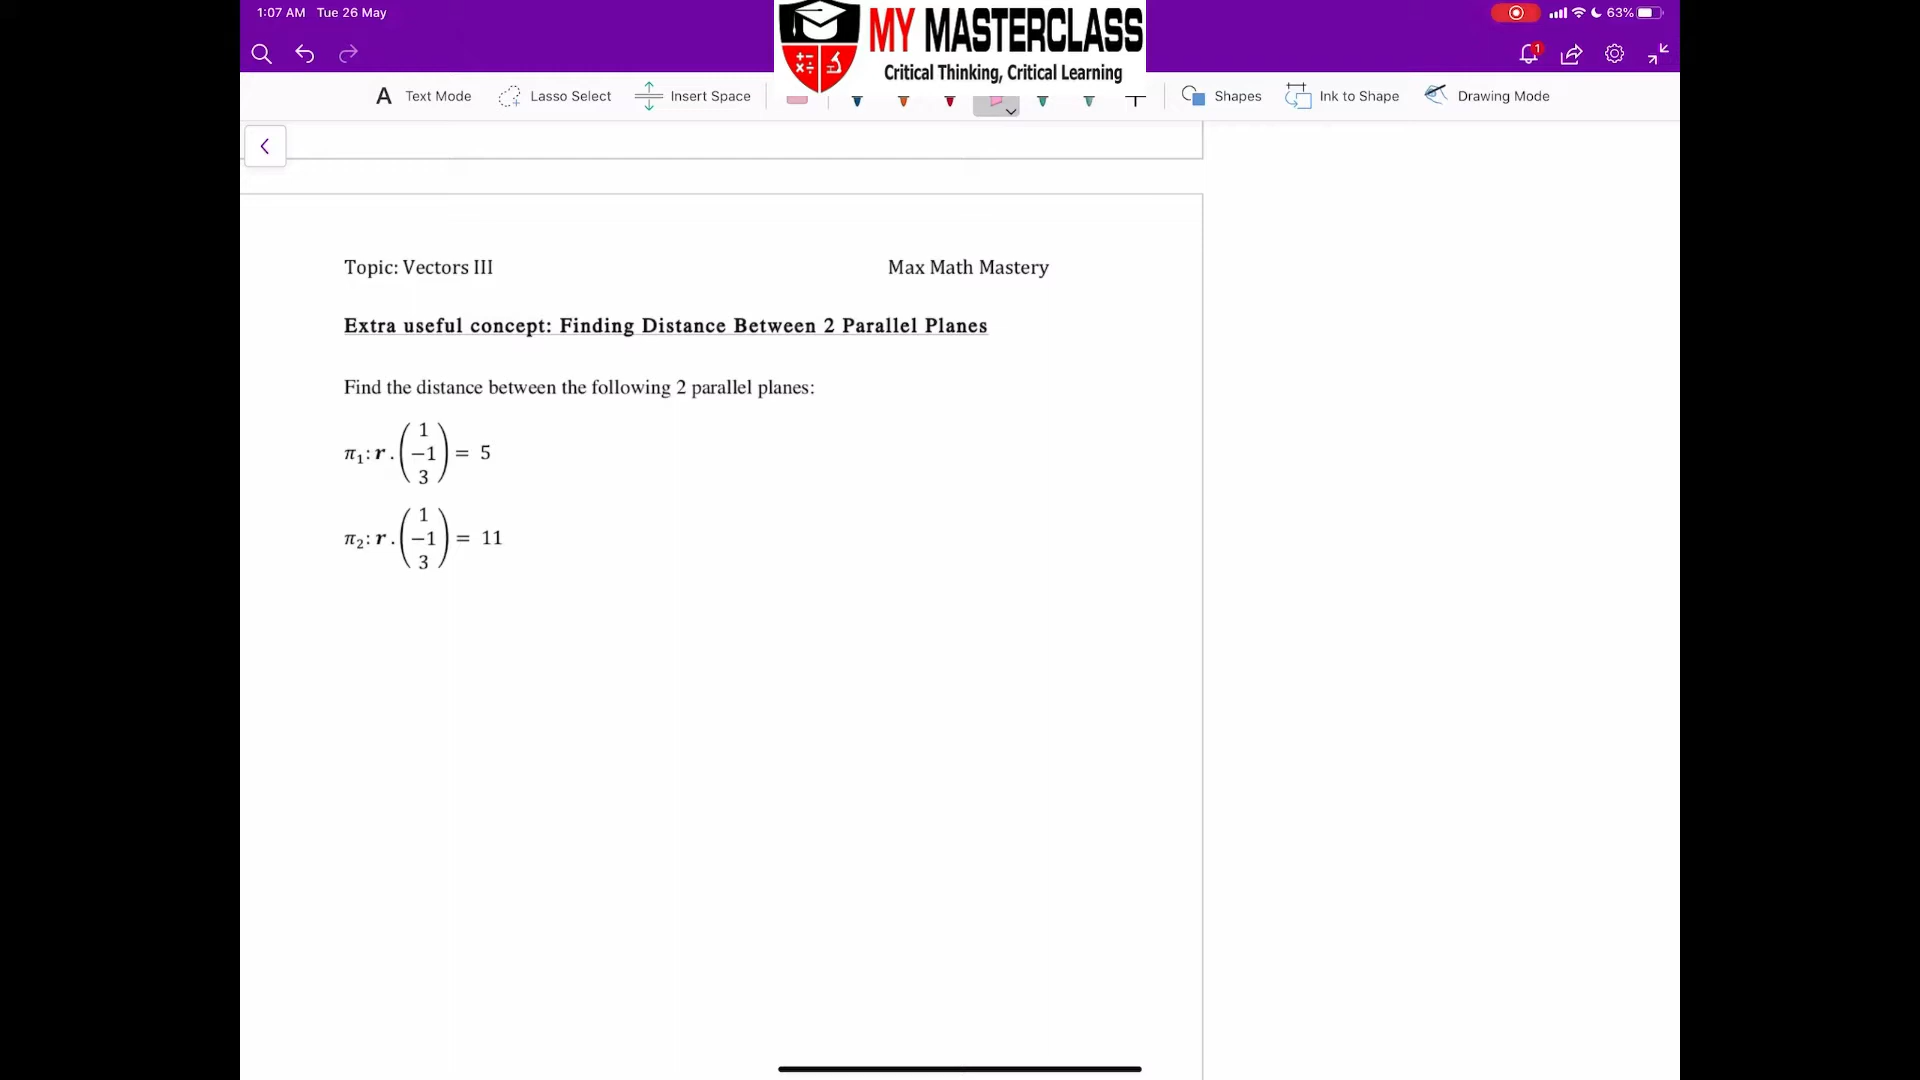 1:07 AM Tue 26 May
63%
MY MASTERCLASS
Critical Thinking, Critical Learning
1
A Text Mode Lasso Select Insert Space Shapes Ink to Shape Drawing Mode
Topic: Vectors III Max Math Mastery
Extra useful concept: Finding Distance Between 2 Parallel Planes
Find the distance between the following 2 parallel planes:
π₁: r . (1 −1 3) = 5
π₂: r . (1 −1 3) = 11